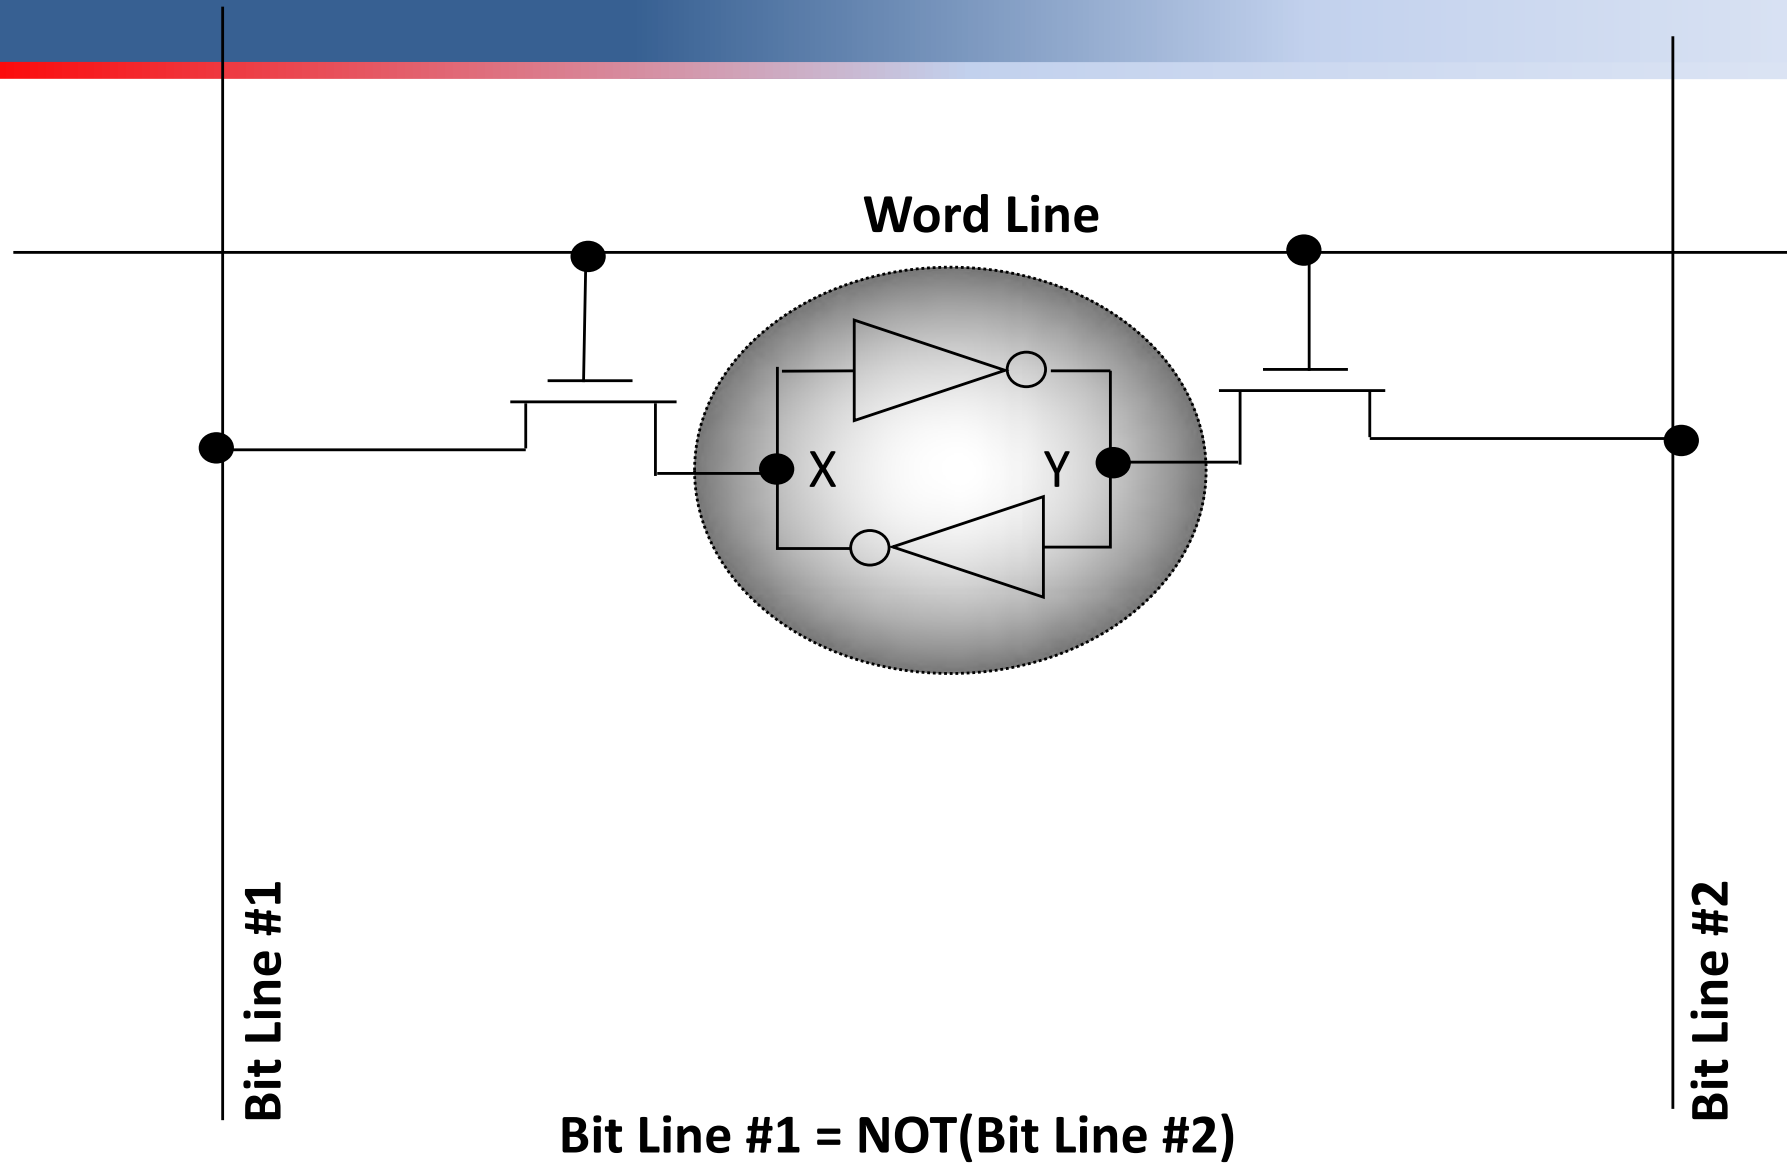 Word Line
X
Y
Bit Line #1
Bit Line #2
Bit Line #1 = NOT(Bit Line #2)